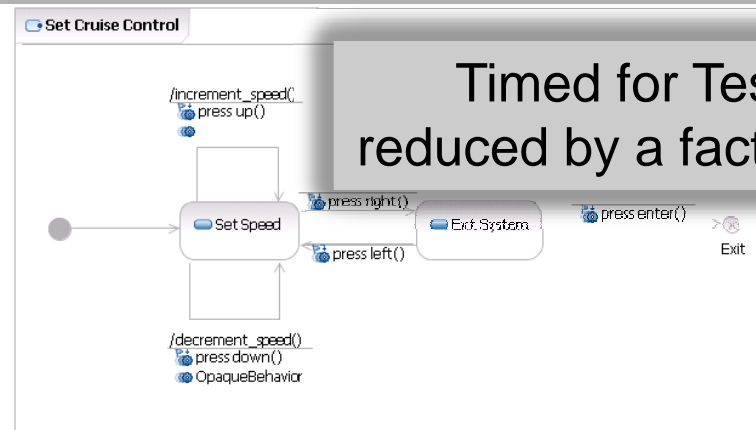 Set Cruise Control
Timed for Tes
reduced by a fact
/increment_speed()
press up()
Set Speed
press right()
press left()
Exit System
press enter()
Exit
/decrement_speed()
press down()
OpaqueBehavior